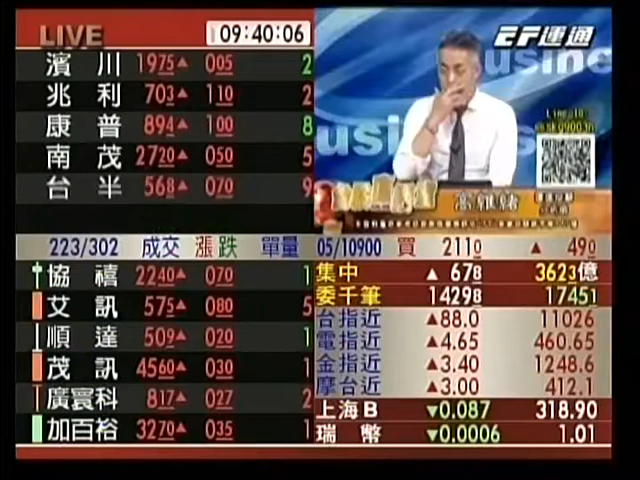 LIVE 09:40:06
濱川 1975▲ 005 2
兆利 703▲ 110 2
康普 894▲ 100 8
南茂 2720▲ 050 5
台半 568▲ 070 9
EF運通
usinc
usin
s
Line:ID
223/302 成交 漲跌 單量
協禧 2240▲ 070 1
艾訊 575▲ 080 5
順達 509▲ 020 1
茂訊 4560▲ 030 1
廣寰科 817▲ 027 2
加百裕 3270▲ 035 1
05/10900 買 2110 ▲ 490
集中 ▲ 678 3623億
委千筆 14298 17451
台指近 ▲88.0 11026
電指近 ▲4.65 460.65
金指近 ▲3.40 1248.6
摩台近 ▲3.00 412.1
上海B ▼0.087 318.90
瑞幣 ▼0.0006 1.01